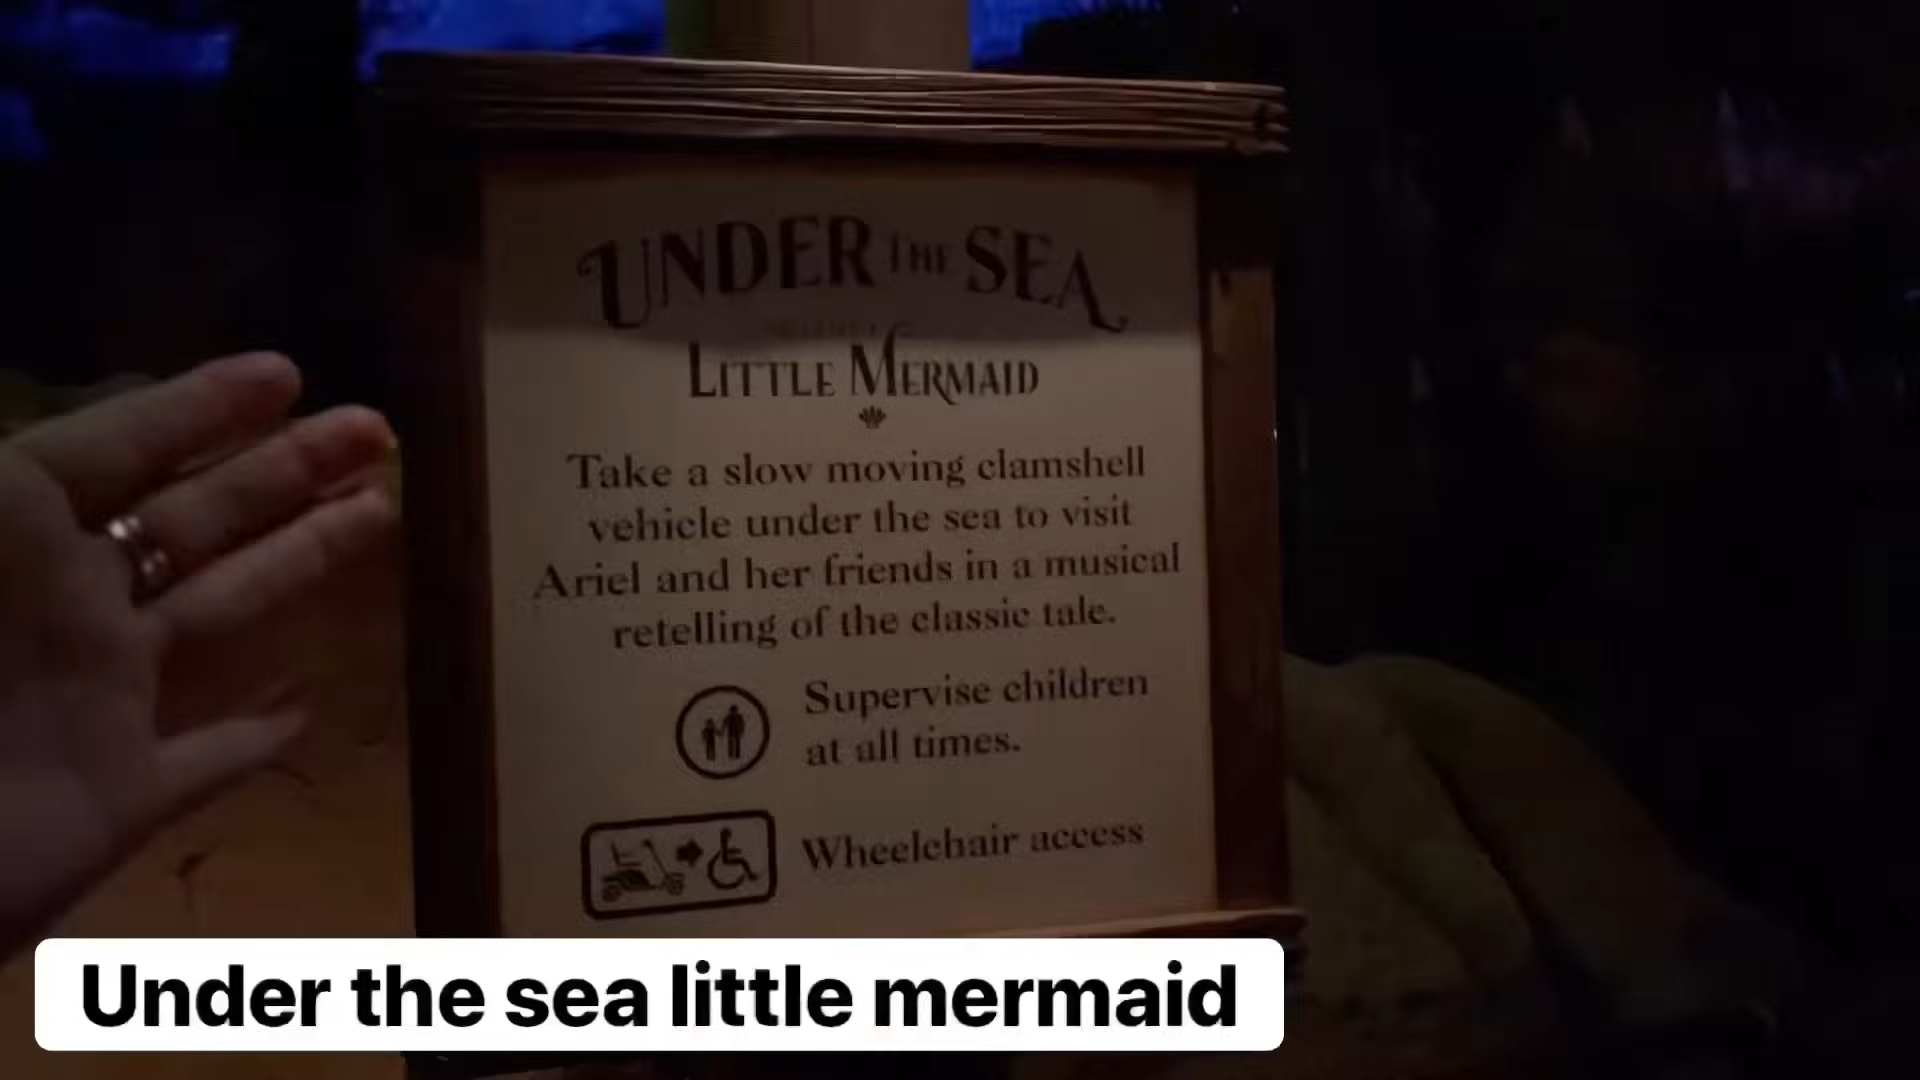 UNDER THE SEA
LITTLE MERMAID
Take a slow moving clamshell
vehicle under the sea to visit
Ariel and her friends in a musical
retelling of the classic tale.
Supervise children
at all times.
Wheelchair access
Under the sea little mermaid